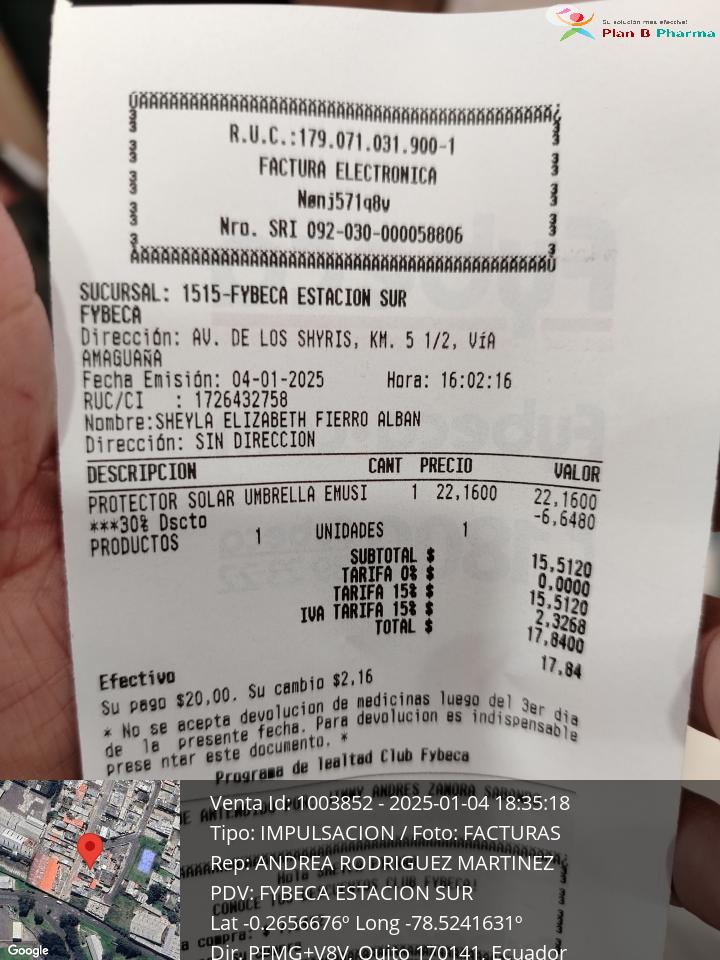 Su solución más efectiva!
Plan B Pharma
R.U.C.:179.071.031.900-1
FACTURA ELECTRONICA
Nønj571q8v
Nro. SRI 092-030-000058806
SUCURSAL: 1515-FYBECA ESTACION SUR
FYBECA
Dirección: AV. DE LOS SHYRIS, KM. 5 1/2, VíA
AMAGUAñA
Fecha Emisión: 04-01-2025 Hora: 16:02:16
RUC/CI : 1726432758
Nombre:SHEYLA ELIZABETH FIERRO ALBAN
Dirección: SIN DIRECCION
DESCRIPCION CANT PRECIO VALOR
PROTECTOR SOLAR UMBRELLA EMUSI 1 22,1600 22,1600
***30% Dscto -6,6480
PRODUCTOS 1 UNIDADES 1
SUBTOTAL $ 15,5120
TARIFA 0% $ 0.0000
TARIFA 15% $ 15,5120
IVA TARIFA 15% $ 2,3268
TOTAL $ 17,8400
Efectivo 17.84
Su pago $20,00. Su cambio $2,16
* No se acepta devolucion de medicinas luego del 3er dia
de la presente fecha. Para devolucion es indispensable
prese ntar este documento. *
Programa de lealtad Club Fybeca
Venta Id: 1003852 - 2025-01-04 18:35:18
Tipo: IMPULSACION / Foto: FACTURAS
Rep: ANDREA RODRIGUEZ MARTINEZ
PDV: FYBECA ESTACION SUR
Lat -0.2656676º Long -78.5241631º
Dir. PFMG+V8V, Quito 170141, Ecuador
Google